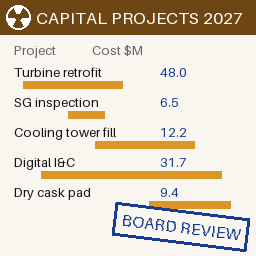 CAPITAL PROJECTS 2027
Project Cost $M
Turbine retrofit 48.0
SG inspection 6.5
Cooling tower fill 12.2
Digital I&C 31.7
Dry cask pad 9.4
BOARD REVIEW